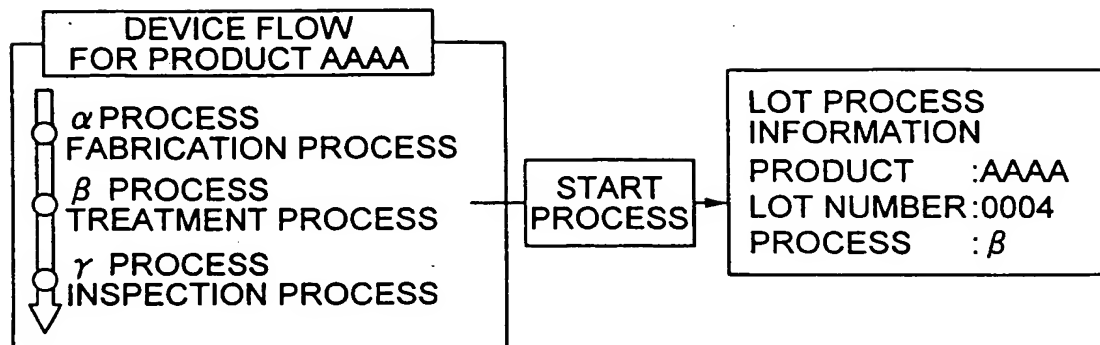 DEVICE FLOW
FOR PRODUCT AAAA
α PROCESS
FABRICATION PROCESS
β PROCESS
TREATMENT PROCESS
γ PROCESS
INSPECTION PROCESS
START
PROCESS
LOT PROCESS
INFORMATION
PRODUCT :AAAA
LOT NUMBER :0004
PROCESS :β